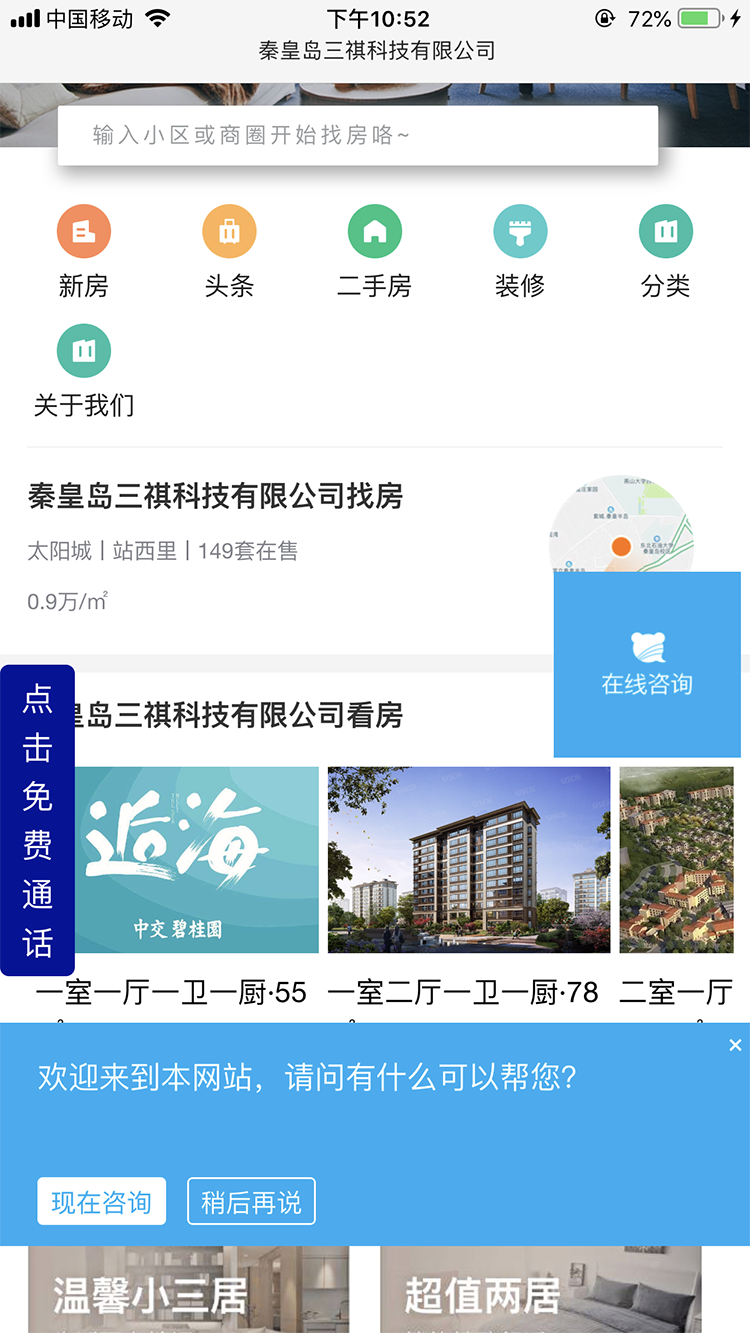 中国移动 下午10:52 72%
秦皇岛三祺科技有限公司
输入小区或商圈开始找房咯~
新房 头条 二手房 装修 分类
关于我们
秦皇岛三祺科技有限公司找房
太阳城丨站西里丨149套在售
0.9万/㎡
在线咨询
点击免费通话
皇岛三祺科技有限公司看房
近海
中交 碧桂園
一室一厅一卫一厨·55 一室二厅一卫一厨·78 二室一厅
欢迎来到本网站，请问有什么可以帮您?
×
现在咨询 稍后再说
温馨小三居 超值两居